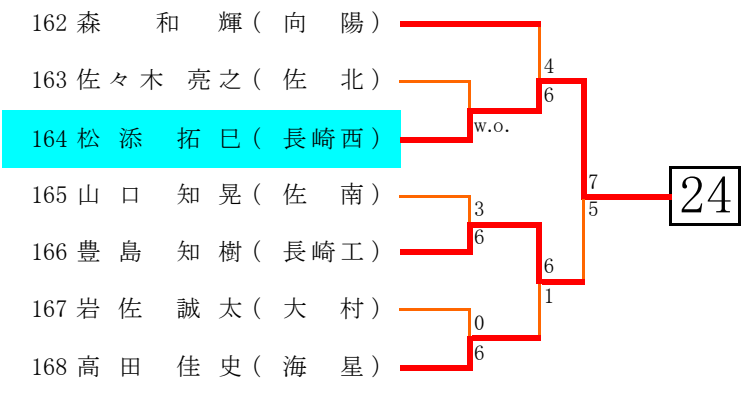 162 森 和 輝 ( 向 陽 )
163 佐々木 亮之 ( 佐 北 )
164 松 添 拓 巳 ( 長崎西 )
165 山 口 知 晃 ( 佐 南 )
166 豊 島 知 樹 ( 長崎工 )
167 岩 佐 誠 太 ( 大 村 )
168 高 田 佳 史 ( 海 星 )
4
6
w.o.
3
6
0
6
6
1
7
5
24